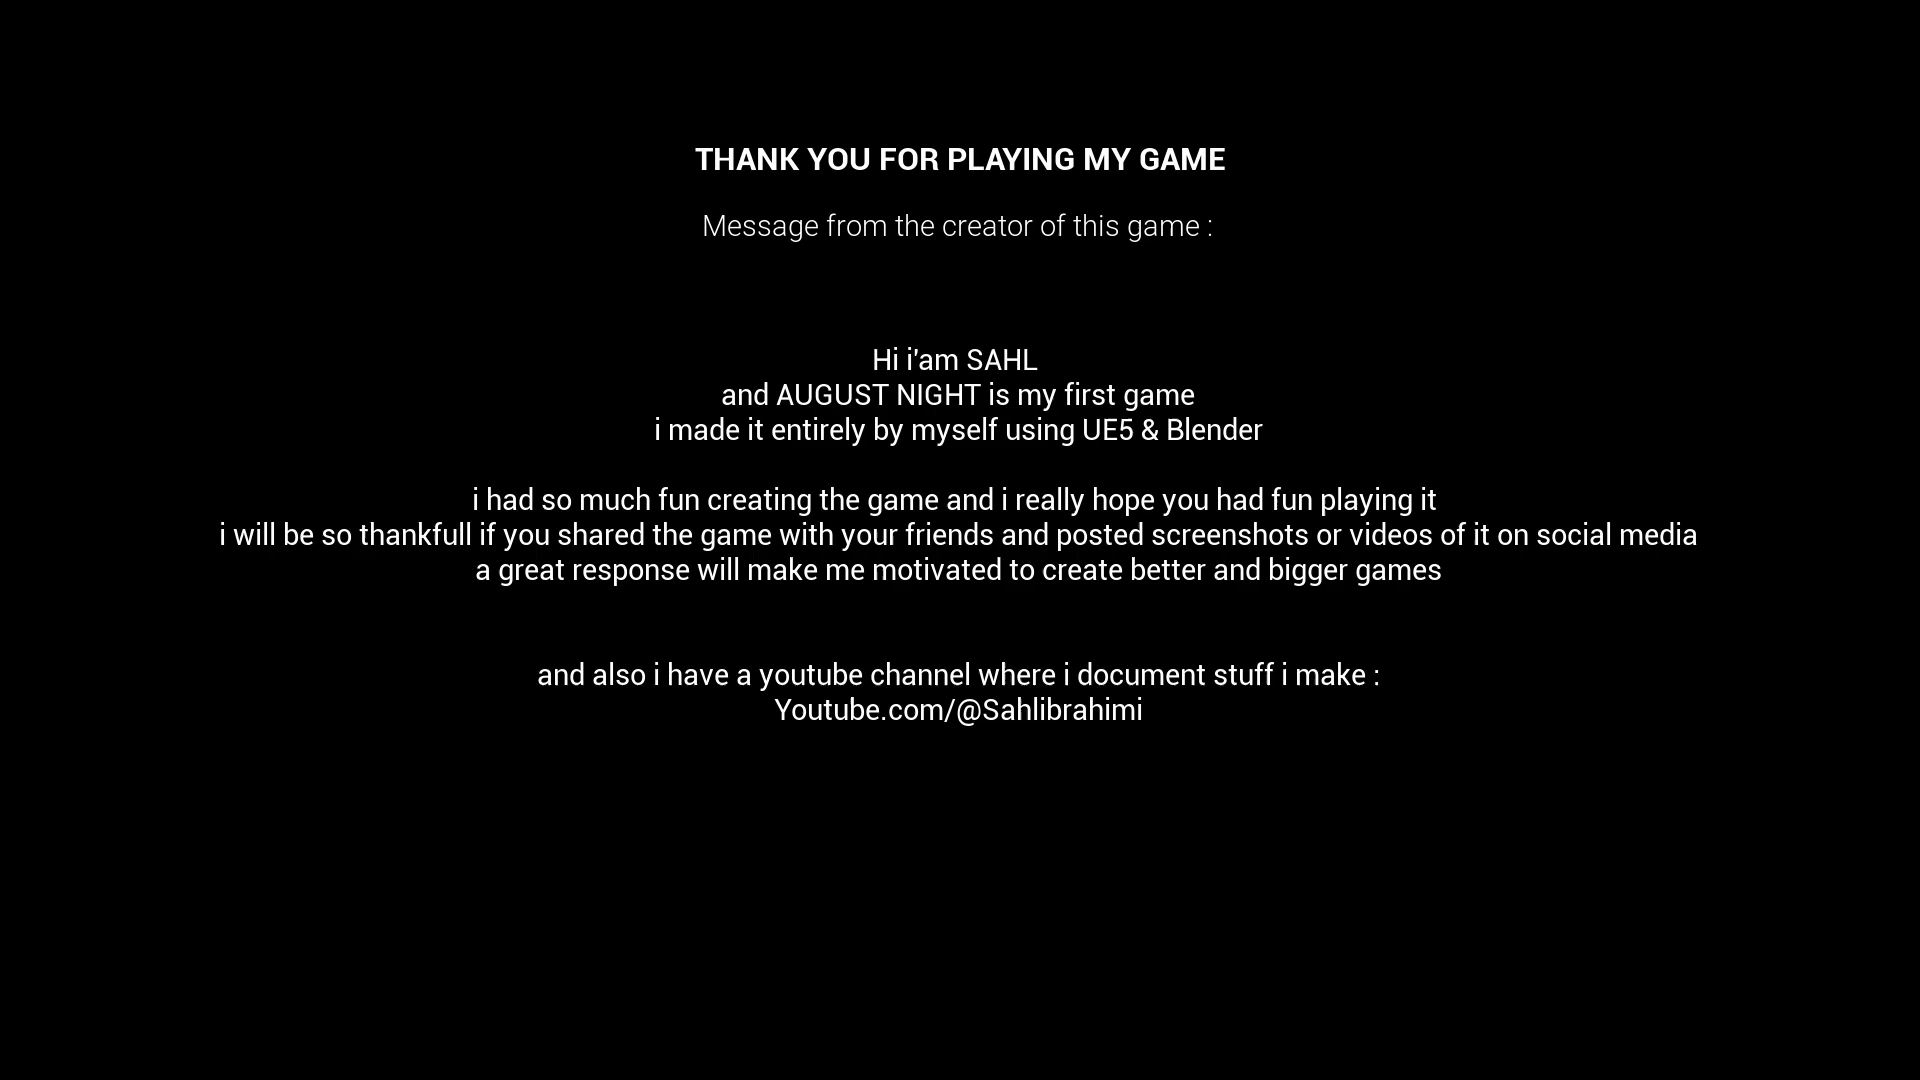 THANK YOU FOR PLAYING MY GAME
Message from the creator of this game :
Hi i'am SAHL
and AUGUST NIGHT is my first game
i made it entirely by myself using UE5 & Blender
i had so much fun creating the game and i really hope you had fun playing it
i will be so thankfull if you shared the game with your friends and posted screenshots or videos of it on social media
a great response will make me motivated to create better and bigger games
and also i have a youtube channel where i document stuff i make :
Youtube.com/@Sahlibrahimi